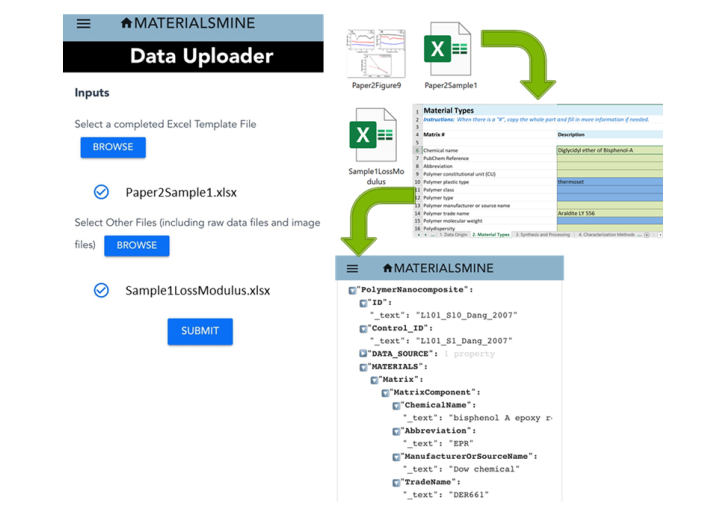 MATERIALSMINE
Data Uploader
Inputs
Select a completed Excel Template File
BROWSE
Paper2Sample1.xlsx
Select Other Files (including raw data files and image
files)
BROWSE
Sample1LossModulus.xlsx
SUBMIT
Paper2Figure9
Paper2Sample1
Sample1LossMo
dulus
1 Material Types
2 Instructions: When there is a "#", copy the whole part and fill in more information if needed.
3
4 Matrix # Description
5
6 Chemical name Diglycidyl ether of Bisphenol-A
7 PubChem Reference
8 Abbreviation
9 Polymer constitutional unit (CU)
10 Polymer plastic type thermoset
11 Polymer class
12 Polymer type
13 Polymer manufacturer or source name
14 Polymer trade name Araldite LY 556
15 Polymer molecular weight
16 Polydispersity
1. Data Origin 2. Material Types 3. Synthesis and Processing 4. Characterization Methods ...
MATERIALSMINE
"PolymerNanocomposite":
"ID":
"_text": "L101_S10_Dang_2007"
"Control_ID":
"_text": "L101_S1_Dang_2007"
"DATA_SOURCE": 1 property
"MATERIALS":
"Matrix":
"MatrixComponent":
"ChemicalName":
"_text": "bisphenol A epoxy r
"Abbreviation":
"_text": "EPR"
"ManufacturerOrSourceName":
"_text": "Dow chemical"
"TradeName":
"_text": "DER661"